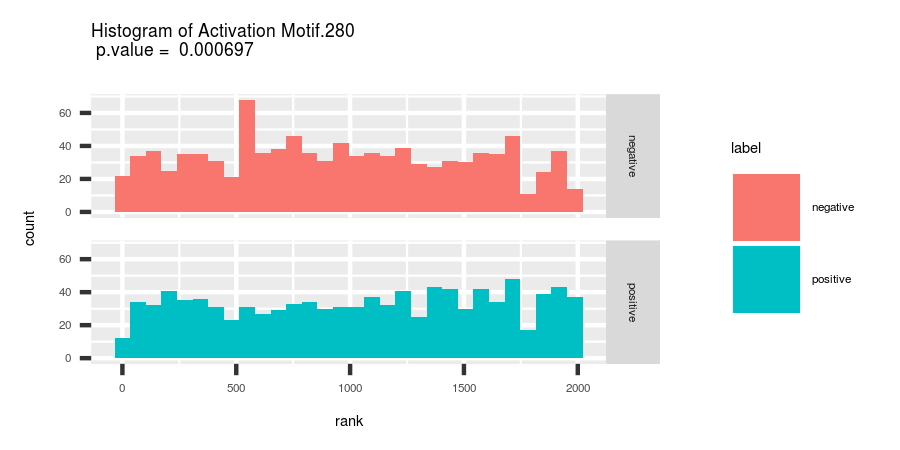 Histogram of Activation Motif.280
p.value =  0.000697
count
60
40
20
0
negative
60
40
20
0
positive
0
500
1000
1500
2000
rank
label
negative
positive